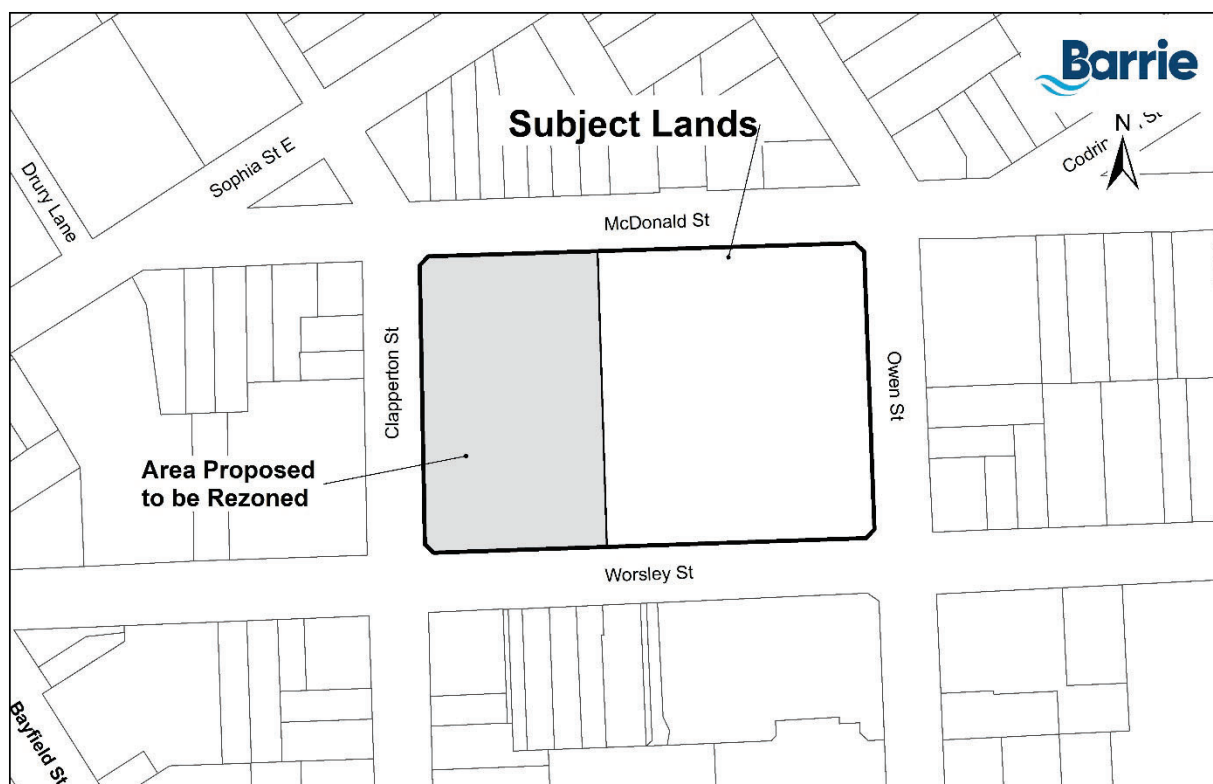 Barrie
Subject Lands
N
Sophia St E
Drury Lane
McDonald St
Clapperton St
Owen St
Area Proposed
to be Rezoned
Worsley St
Bayfield St